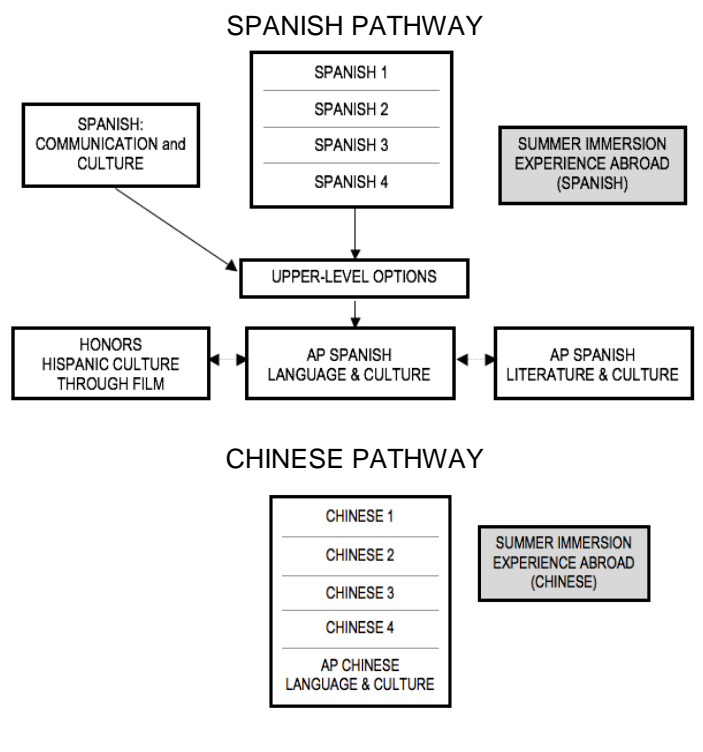 SPANISH PATHWAY
SPANISH 1
SPANISH 2
SPANISH 3
SPANISH 4
SPANISH:
COMMUNICATION and
CULTURE
SUMMER IMMERSION
EXPERIENCE ABROAD
(SPANISH)
UPPER-LEVEL OPTIONS
HONORS
HISPANIC CULTURE
THROUGH FILM
AP SPANISH
LANGUAGE & CULTURE
AP SPANISH
LITERATURE & CULTURE
CHINESE PATHWAY
CHINESE 1
CHINESE 2
CHINESE 3
CHINESE 4
AP CHINESE
LANGUAGE & CULTURE
SUMMER IMMERSION
EXPERIENCE ABROAD
(CHINESE)